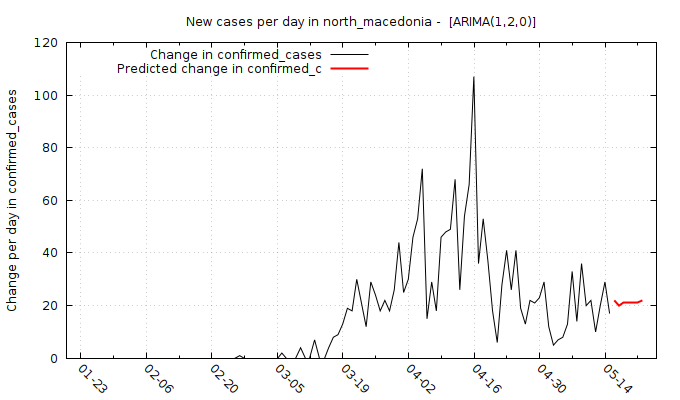 New cases per day in north_macedonia -  [ARIMA(1,2,0)]
Change in confirmed_cases
Predicted change in confirmed_c
Change per day in confirmed_cases
120
100
80
60
40
20
0
01-23 02-06 02-20 03-05 03-19 04-02 04-16 04-30 05-14